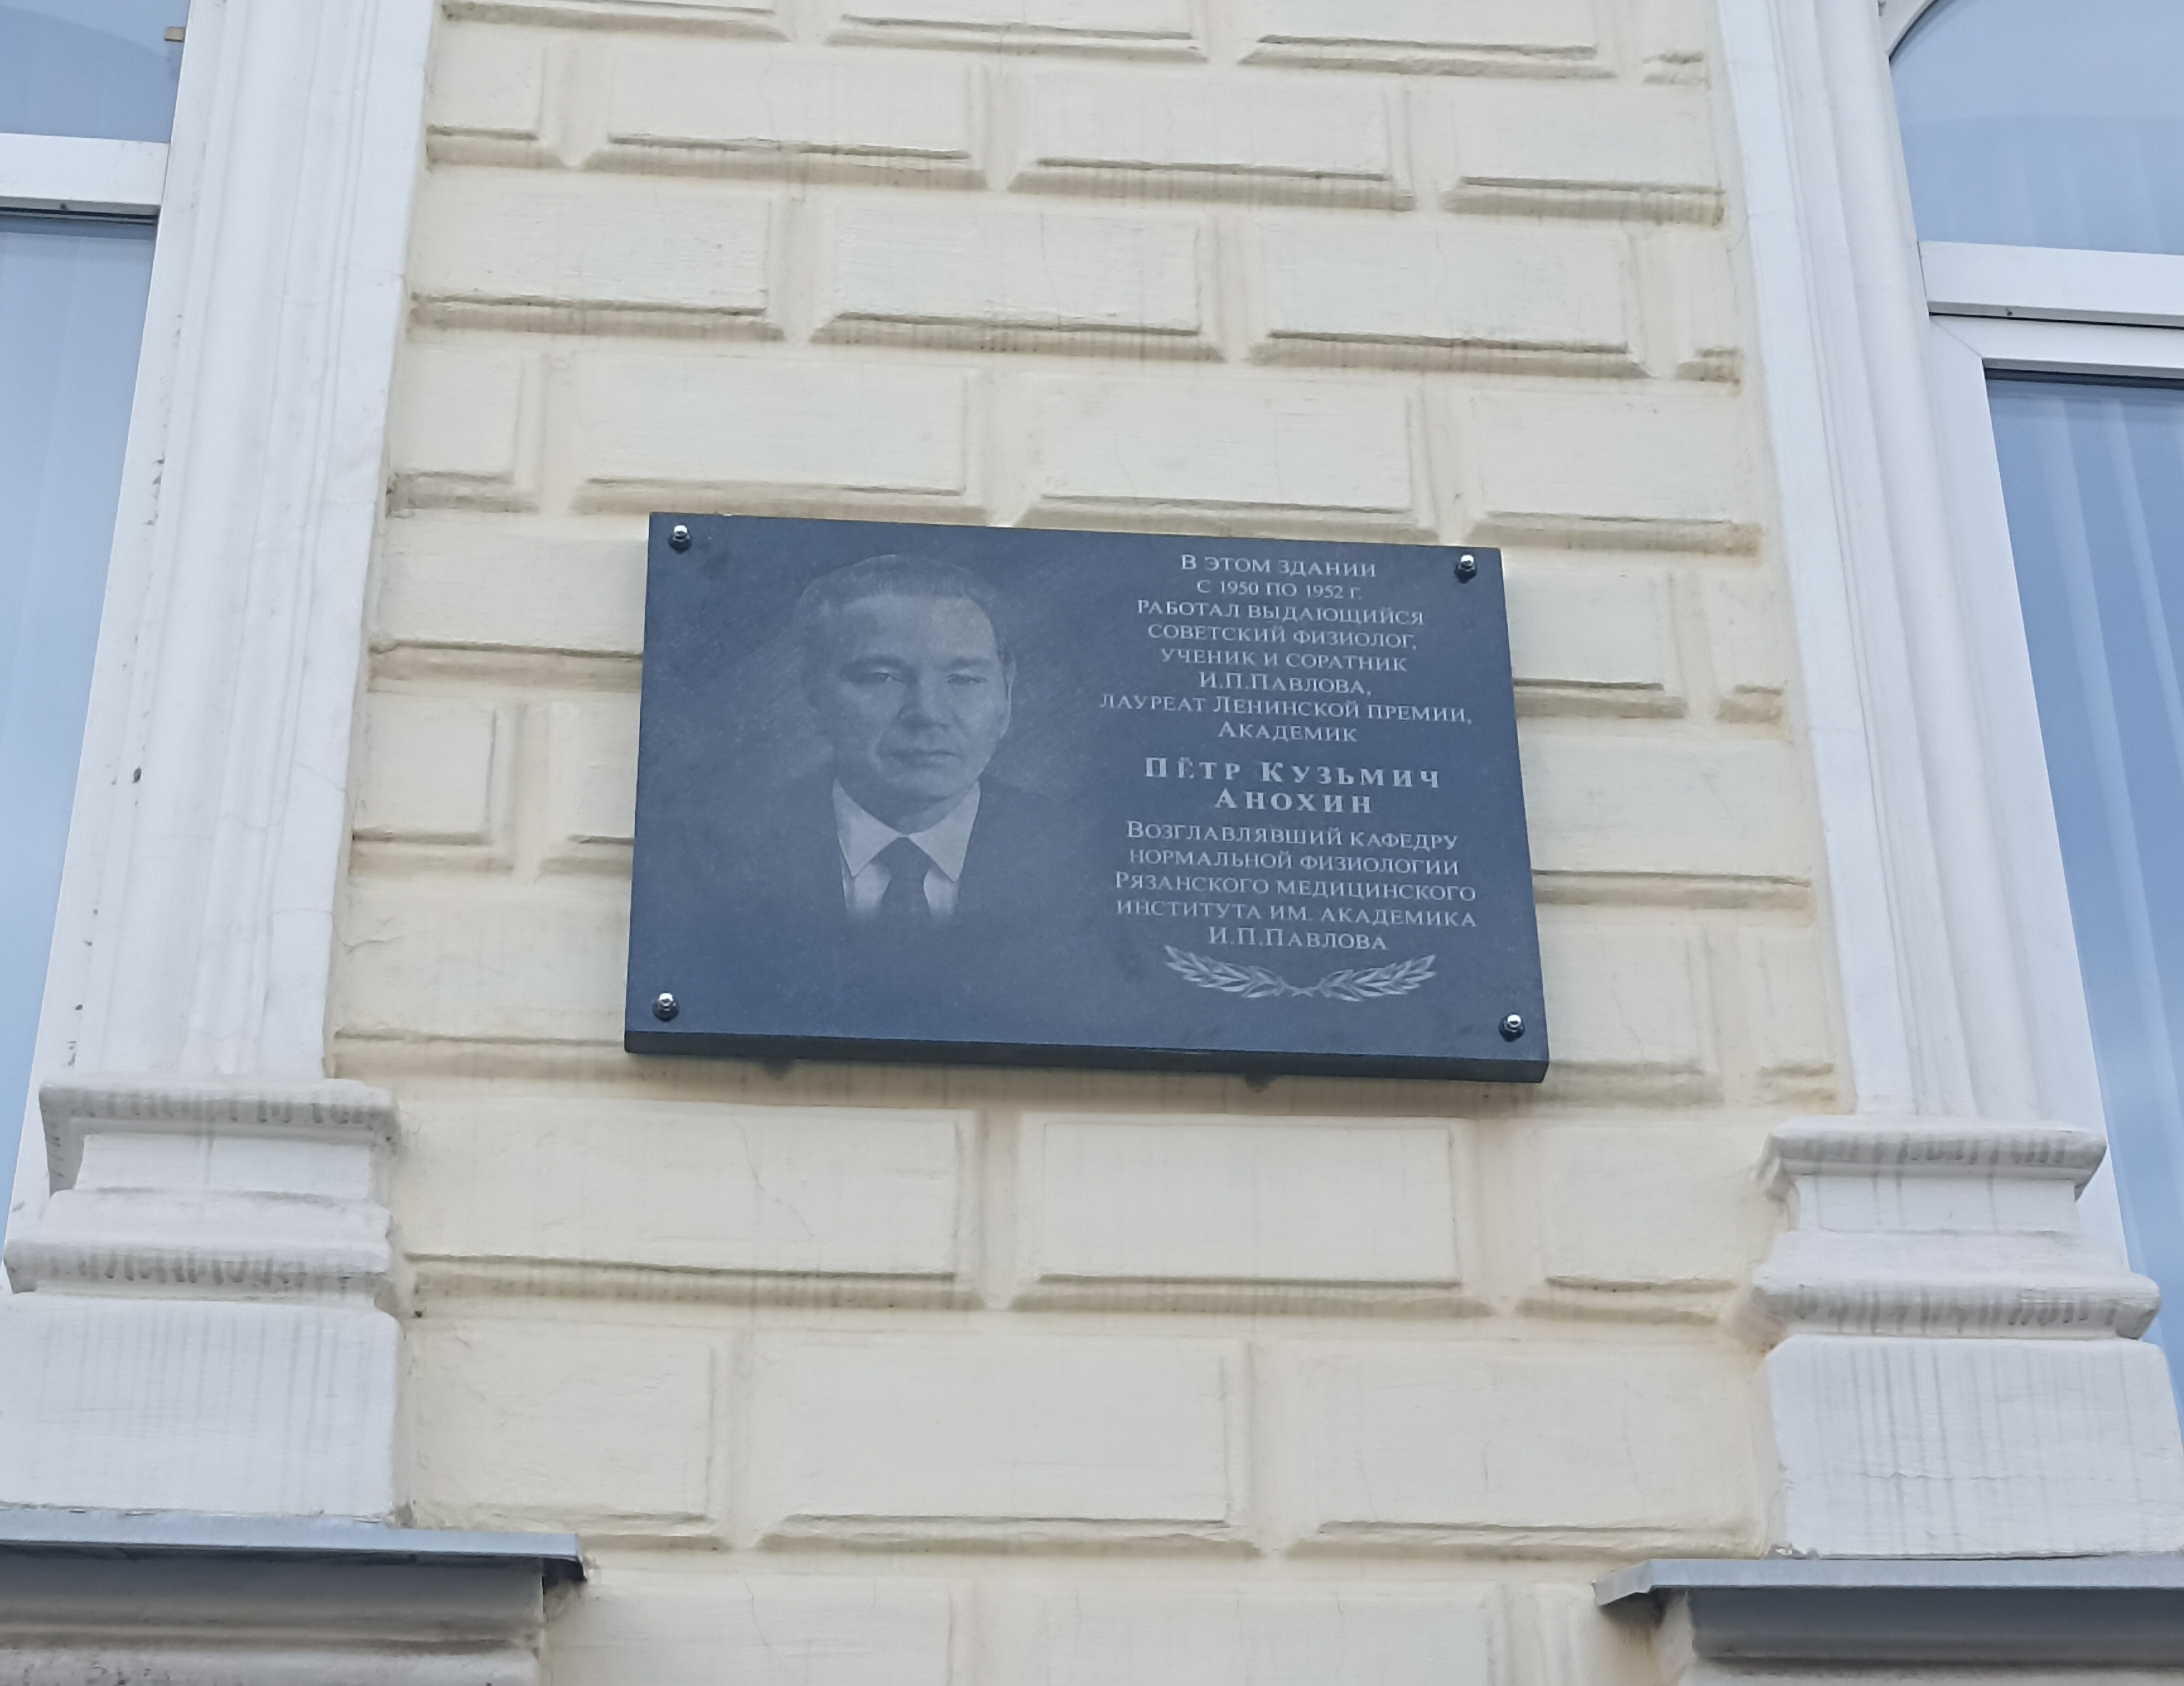 В ЭТОМ ЗДАНИИ
С 1950 ПО 1952 Г.
РАБОТАЛ ВЫДАЮЩИЙСЯ
СОВЕТСКИЙ ФИЗИОЛОГ,
УЧЕНИК И СОРАТНИК
И.П.ПАВЛОВА,
ЛАУРЕАТ ЛЕНИНСКОЙ ПРЕМИИ,
АКАДЕМИК
ПЁТР КУЗЬМИЧ
АНОХИН
ВОЗГЛАВЛЯВШИЙ КАФЕДРУ
НОРМАЛЬНОЙ ФИЗИОЛОГИИ
РЯЗАНСКОГО МЕДИЦИНСКОГО
ИНСТИТУТА ИМ. АКАДЕМИКА
И.П.ПАВЛОВА